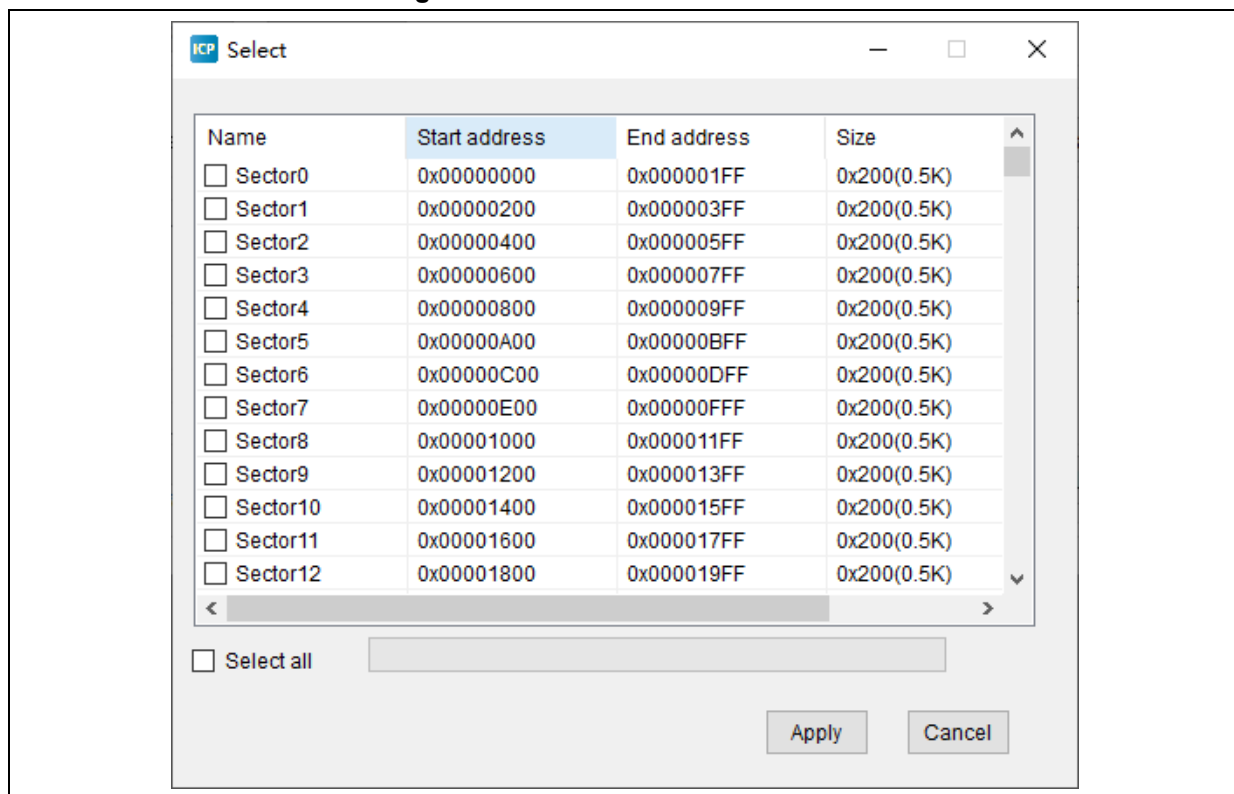 ICP Select
Name Start address End address Size
Sector0 0x00000000 0x000001FF 0x200(0.5K)
Sector1 0x00000200 0x000003FF 0x200(0.5K)
Sector2 0x00000400 0x000005FF 0x200(0.5K)
Sector3 0x00000600 0x000007FF 0x200(0.5K)
Sector4 0x00000800 0x000009FF 0x200(0.5K)
Sector5 0x00000A00 0x00000BFF 0x200(0.5K)
Sector6 0x00000C00 0x00000DFF 0x200(0.5K)
Sector7 0x00000E00 0x00000FFF 0x200(0.5K)
Sector8 0x00001000 0x000011FF 0x200(0.5K)
Sector9 0x00001200 0x000013FF 0x200(0.5K)
Sector10 0x00001400 0x000015FF 0x200(0.5K)
Sector11 0x00001600 0x000017FF 0x200(0.5K)
Sector12 0x00001800 0x000019FF 0x200(0.5K)
Select all
Apply Cancel